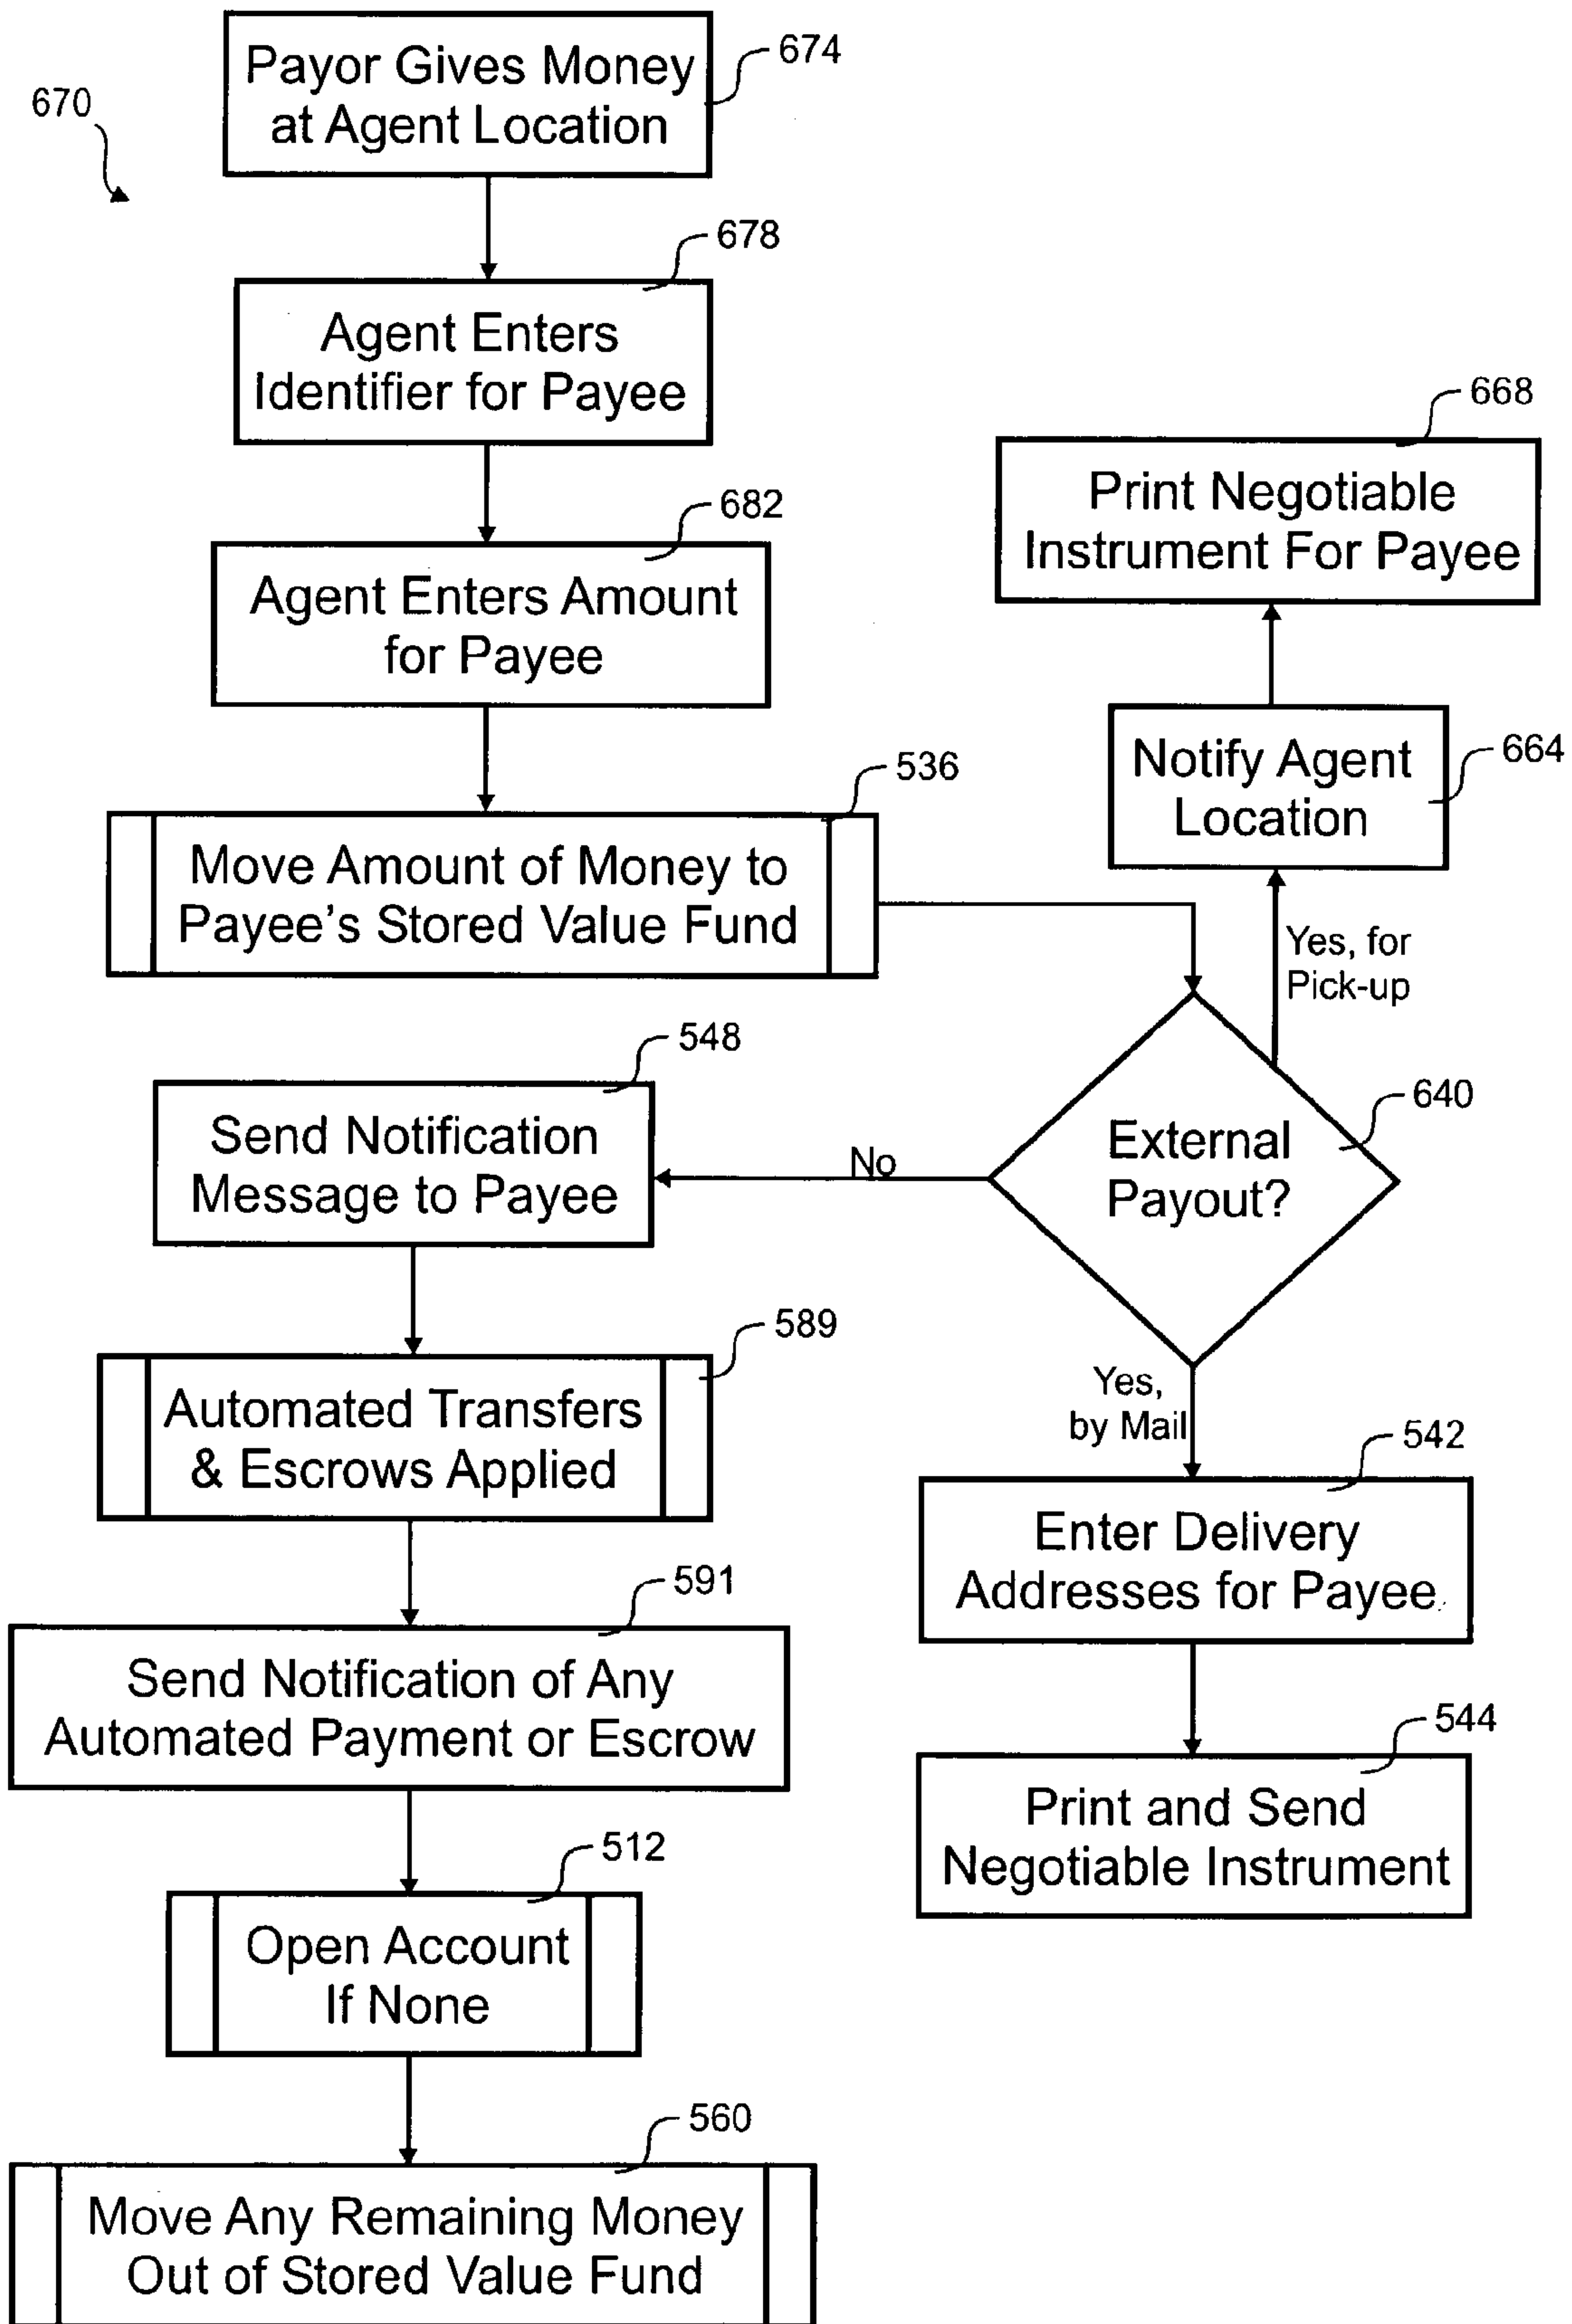 670
Payor Gives Money
at Agent Location
674
678
Agent Enters
Identifier for Payee
682
Agent Enters Amount
for Payee
536
Move Amount of Money to
Payee's Stored Value Fund
668
Print Negotiable
Instrument For Payee
664
Notify Agent
Location
Yes, for
Pick-up
640
External
Payout?
No
548
Send Notification
Message to Payee
589
Automated Transfers
& Escrows Applied
591
Send Notification of Any
Automated Payment or Escrow
512
Open Account
If None
560
Move Any Remaining Money
Out of Stored Value Fund
Yes,
by Mail
542
Enter Delivery
Addresses for Payee
544
Print and Send
Negotiable Instrument